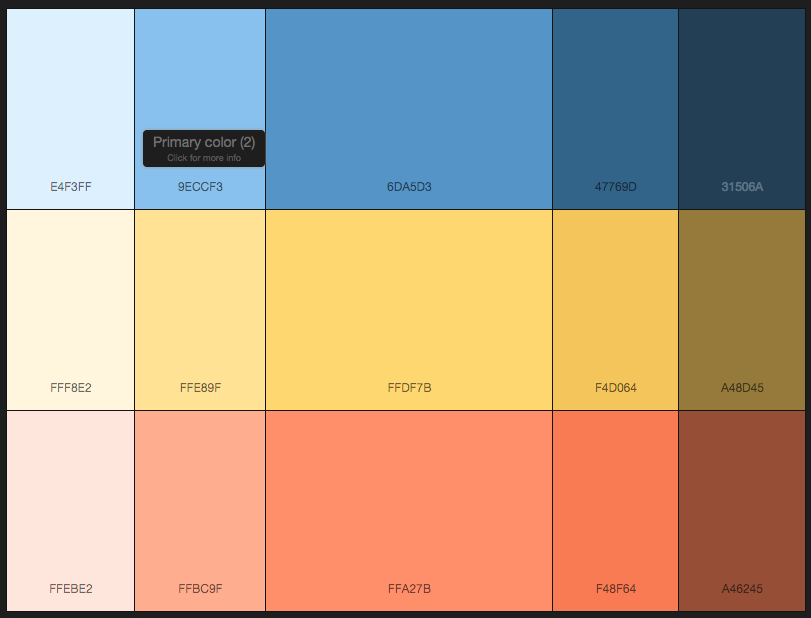 Primary color (2)
Click for more info
E4F3FF
9ECCF3
6DA5D3
47769D
31506A
FFF8E2
FFE89F
FFDF7B
F4D064
A48D45
FFEBE2
FFBC9F
FFA27B
F48F64
A46245